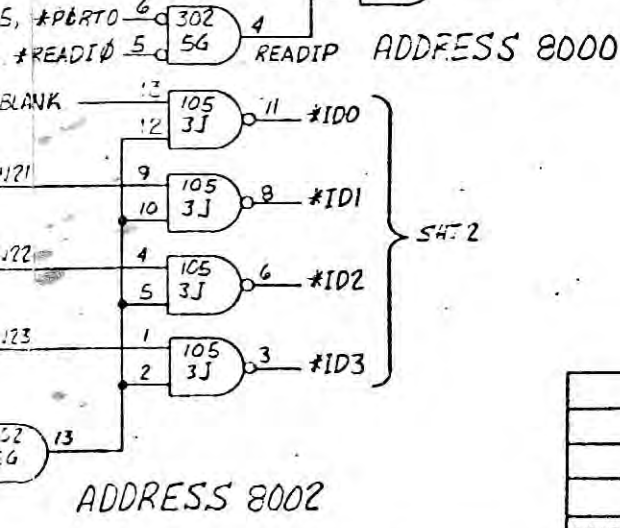 5, *PORTO 6 302 4
*READIØ 5 5G READIP ADDRESS 8000
BLANK 13 105 11 *ID0
12 3J
9 105 8 *ID1
10 3J
4 105 6 *ID2
5 3J
SHT 2
1 105 3 *ID3
2 3J
13
ADDRESS 8002